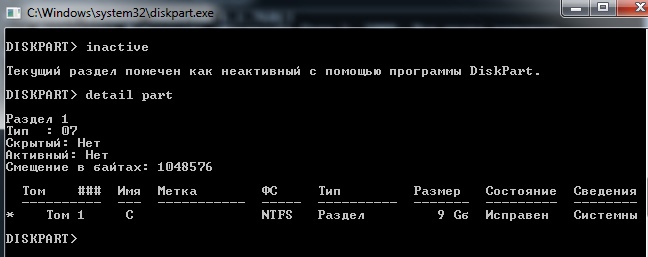 C:\Windows\system32\diskpart.exe
DISKPART> inactive
Текущий раздел помечен как неактивный с помощью программы DiskPart.
DISKPART> detail part
Раздел 1
Тип : 07
Скрытый: Нет
Активный: Нет
Смещение в байтах: 1048576
Том ### Имя Метка ФС Тип Размер Состояние Сведения
---------- --- ----------- ----- ---------- ------- --------- --------
* Том 1 C NTFS Раздел 9 Gб Исправен Системны
DISKPART>